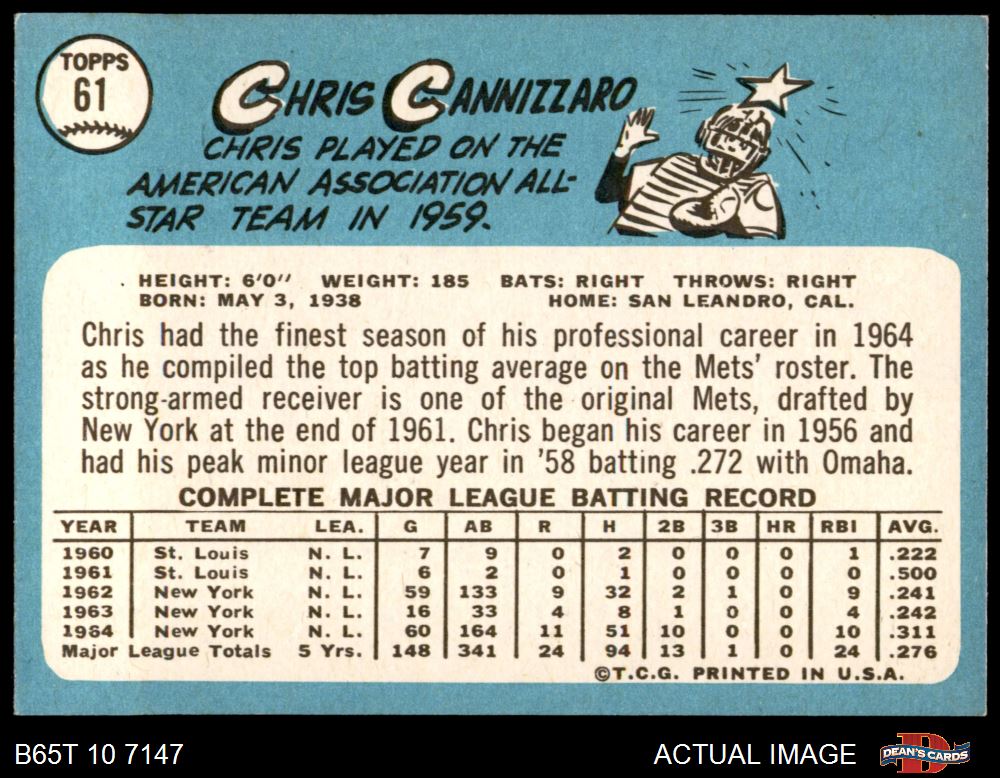 TOPPS
61
CHRIS CANNIZZARO
CHRIS PLAYED ON THE
AMERICAN ASSOCIATION ALL-
STAR TEAM IN 1959.
HEIGHT: 6'0" WEIGHT: 185 BATS: RIGHT THROWS: RIGHT
BORN: MAY 3, 1938 HOME: SAN LEANDRO, CAL.
Chris had the finest season of his professional career in 1964
as he compiled the top batting average on the Mets' roster. The
strong-armed receiver is one of the original Mets, drafted by
New York at the end of 1961. Chris began his career in 1956 and
had his peak minor league year in '58 batting .272 with Omaha.
COMPLETE MAJOR LEAGUE BATTING RECORD
YEAR TEAM LEA. G AB R H 2B 3B HR RBI AVG.
1960 St. Louis N. L. 7 9 0 2 0 0 0 1 .222
1961 St. Louis N. L. 6 2 0 1 0 0 0 0 .500
1962 New York N. L. 59 133 9 32 2 1 0 9 .241
1963 New York N. L. 16 33 4 8 1 0 0 4 .242
1964 New York N. L. 60 164 11 51 10 0 0 10 .311
Major League Totals 5 Yrs. 148 341 24 94 13 1 0 24 .276
©T.C.G. PRINTED IN U.S.A.
B65T 10 7147 ACTUAL IMAGE DEAN'S CARDS